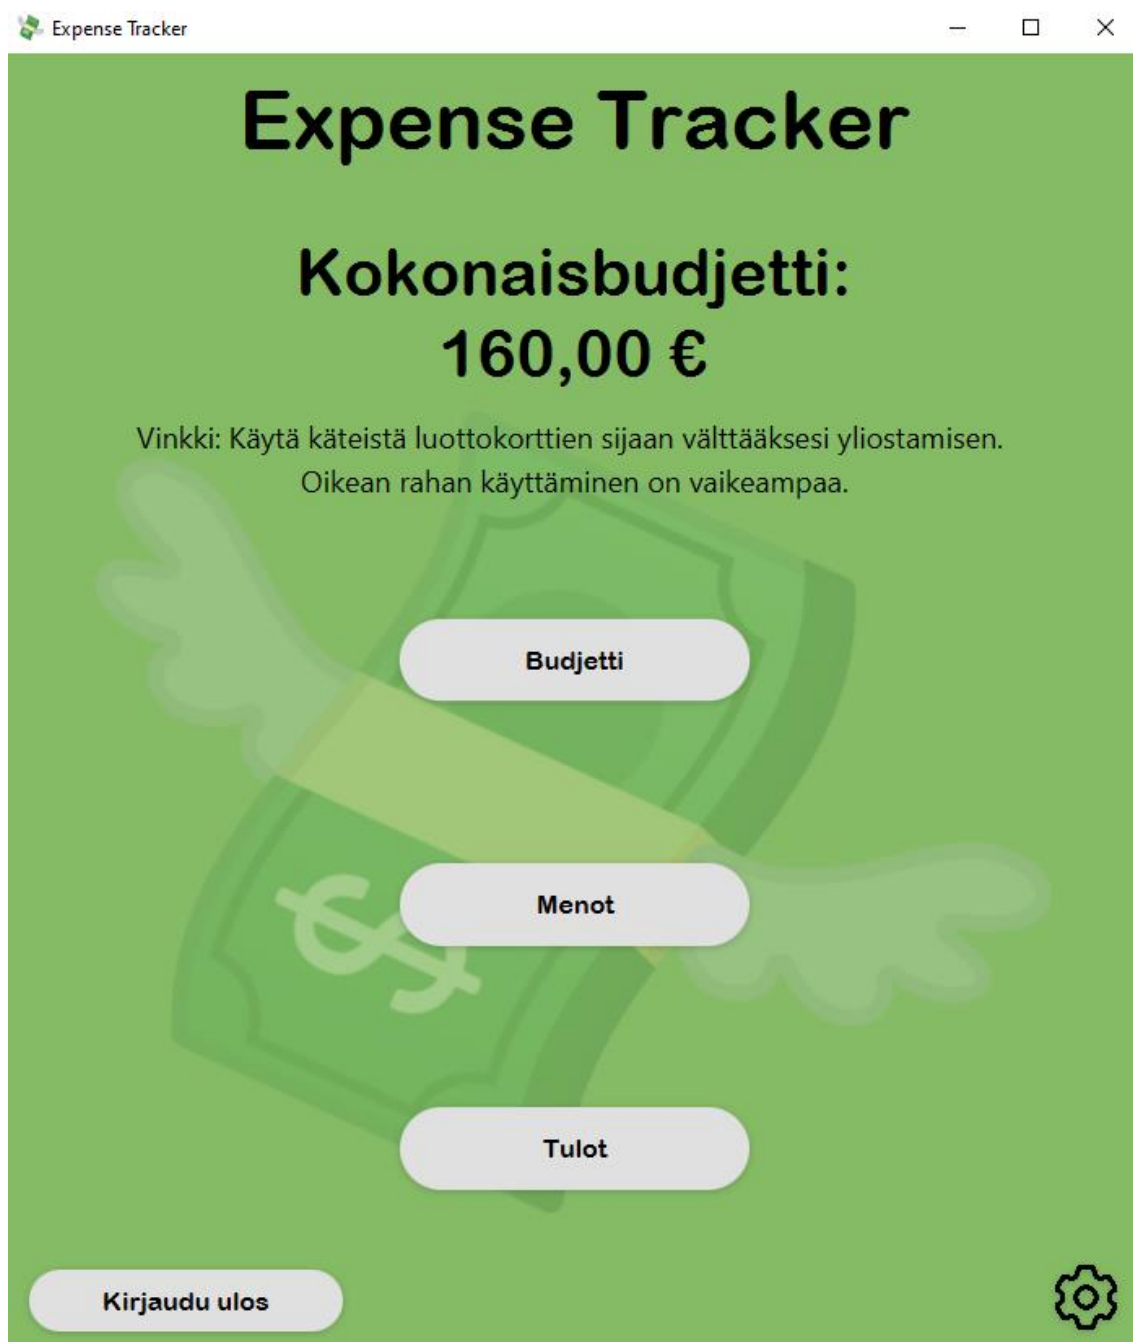 Expense Tracker
Expense Tracker
Kokonaisbudjetti:
160,00 €
Vinkki: Käytä käteistä luottokorttien sijaan välttääksesi yliostamisen.
Oikean rahan käyttäminen on vaikeampaa.
Budjetti
$
Menot
Tulot
Kirjaudu ulos